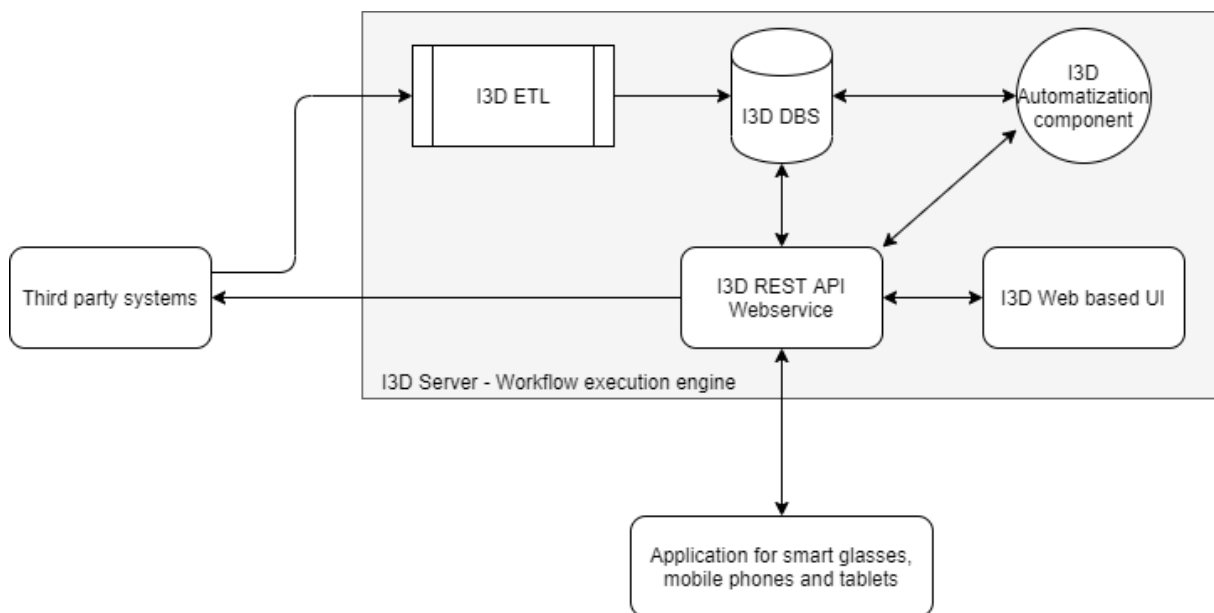 I3D ETL
I3D DBS
I3D
Automatization
component
Third party systems
I3D REST API
Webservice
I3D Web based UI
I3D Server - Workflow execution engine
Application for smart glasses,
mobile phones and tablets